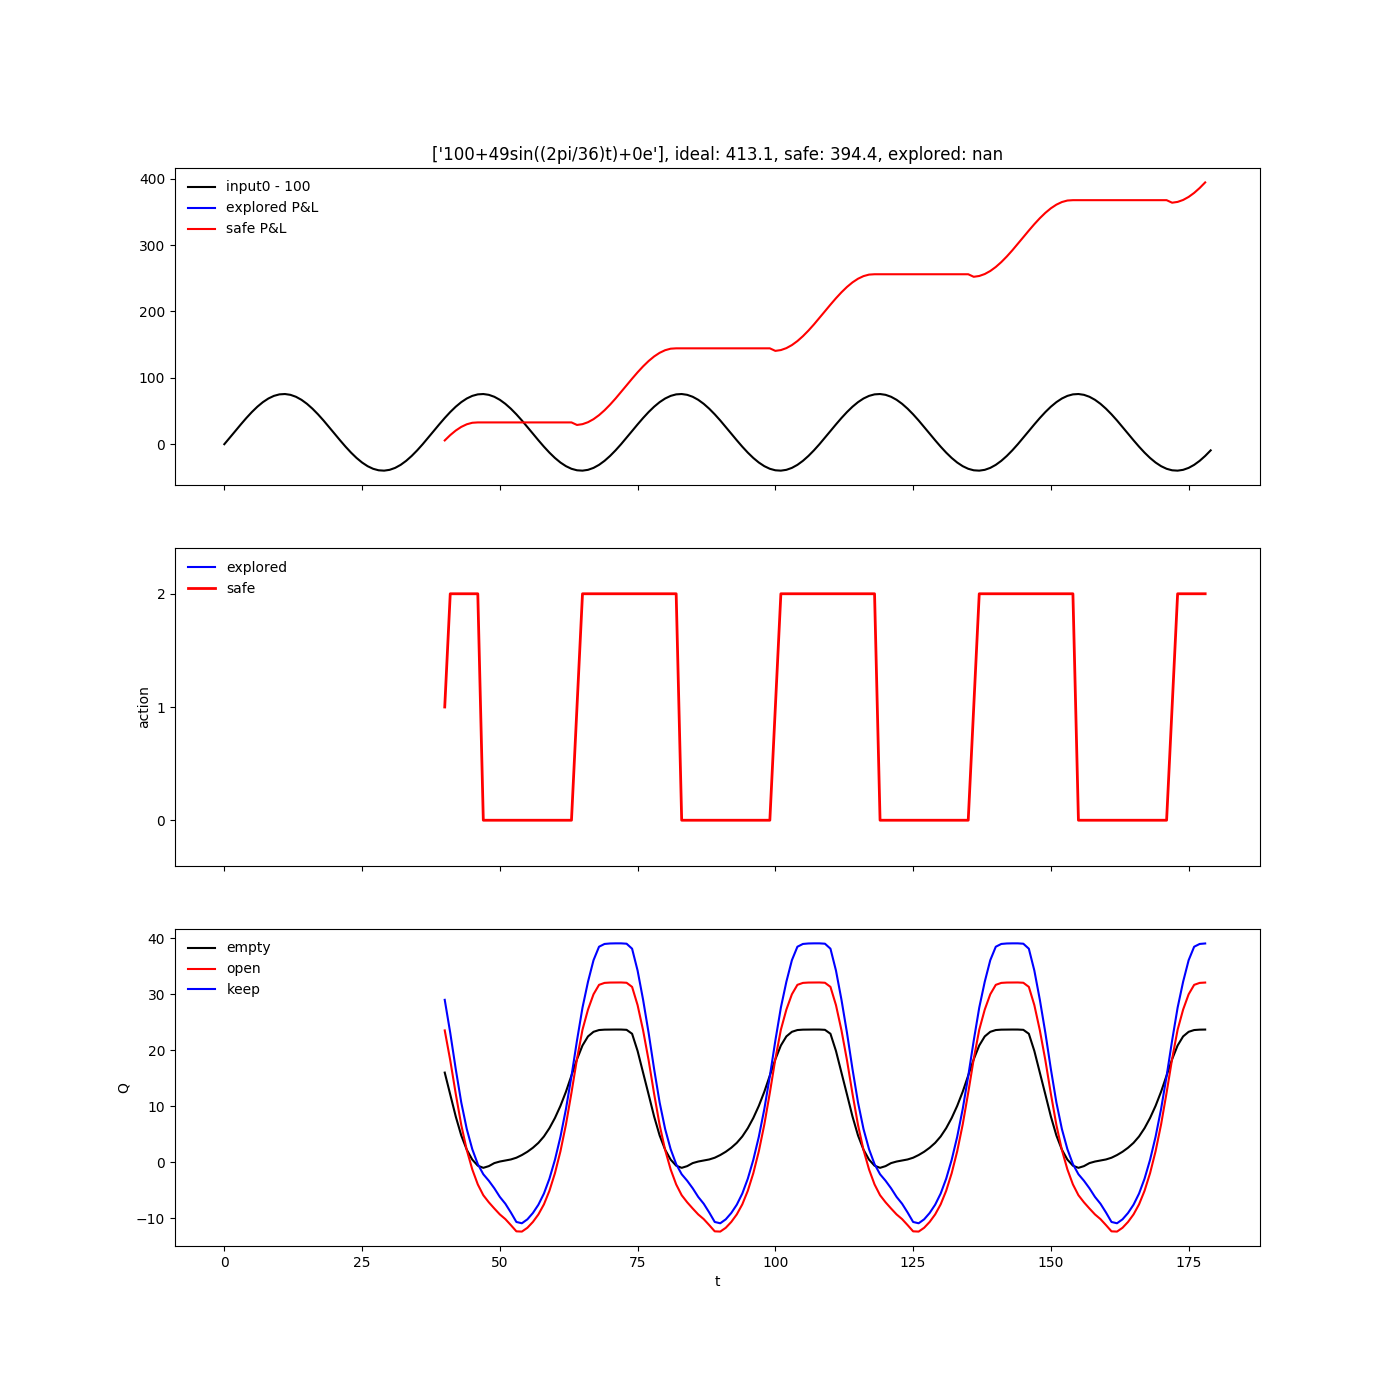 ['100+49sin((2pi/36)t)+0e'], ideal: 413.1, safe: 394.4, explored: nan
400
300
200
100
0
input0 - 100
explored P&L
safe P&L
2
1
0
action
explored
safe
40
30
20
10
0
−10
Q
empty
open
keep
0 25 50 75 100 125 150 175
t